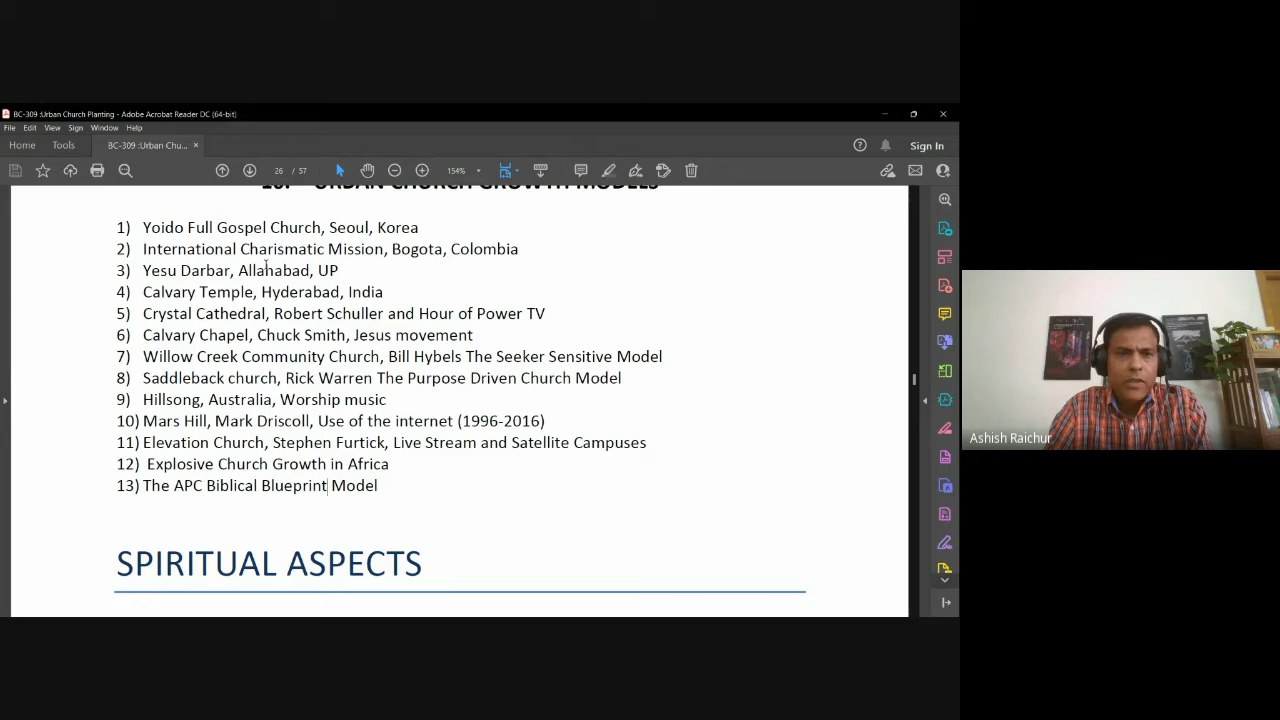 BC-309 :Urban Church Planting - Adobe Acrobat Reader DC (64-bit)
File Edit View Sign Window Help
Home Tools BC-309 :Urban Chu... × Sign In
26 / 57 154%
10. URBAN CHURCH GROWTH MODELS
1) Yoido Full Gospel Church, Seoul, Korea
2) International Charismatic Mission, Bogota, Colombia
3) Yesu Darbar, Allahabad, UP
4) Calvary Temple, Hyderabad, India
5) Crystal Cathedral, Robert Schuller and Hour of Power TV
6) Calvary Chapel, Chuck Smith, Jesus movement
7) Willow Creek Community Church, Bill Hybels The Seeker Sensitive Model
8) Saddleback church, Rick Warren The Purpose Driven Church Model
9) Hillsong, Australia, Worship music
10) Mars Hill, Mark Driscoll, Use of the internet (1996-2016)
11) Elevation Church, Stephen Furtick, Live Stream and Satellite Campuses
12) Explosive Church Growth in Africa
13) The APC Biblical Blueprint Model
SPIRITUAL ASPECTS
Ashish Raichur